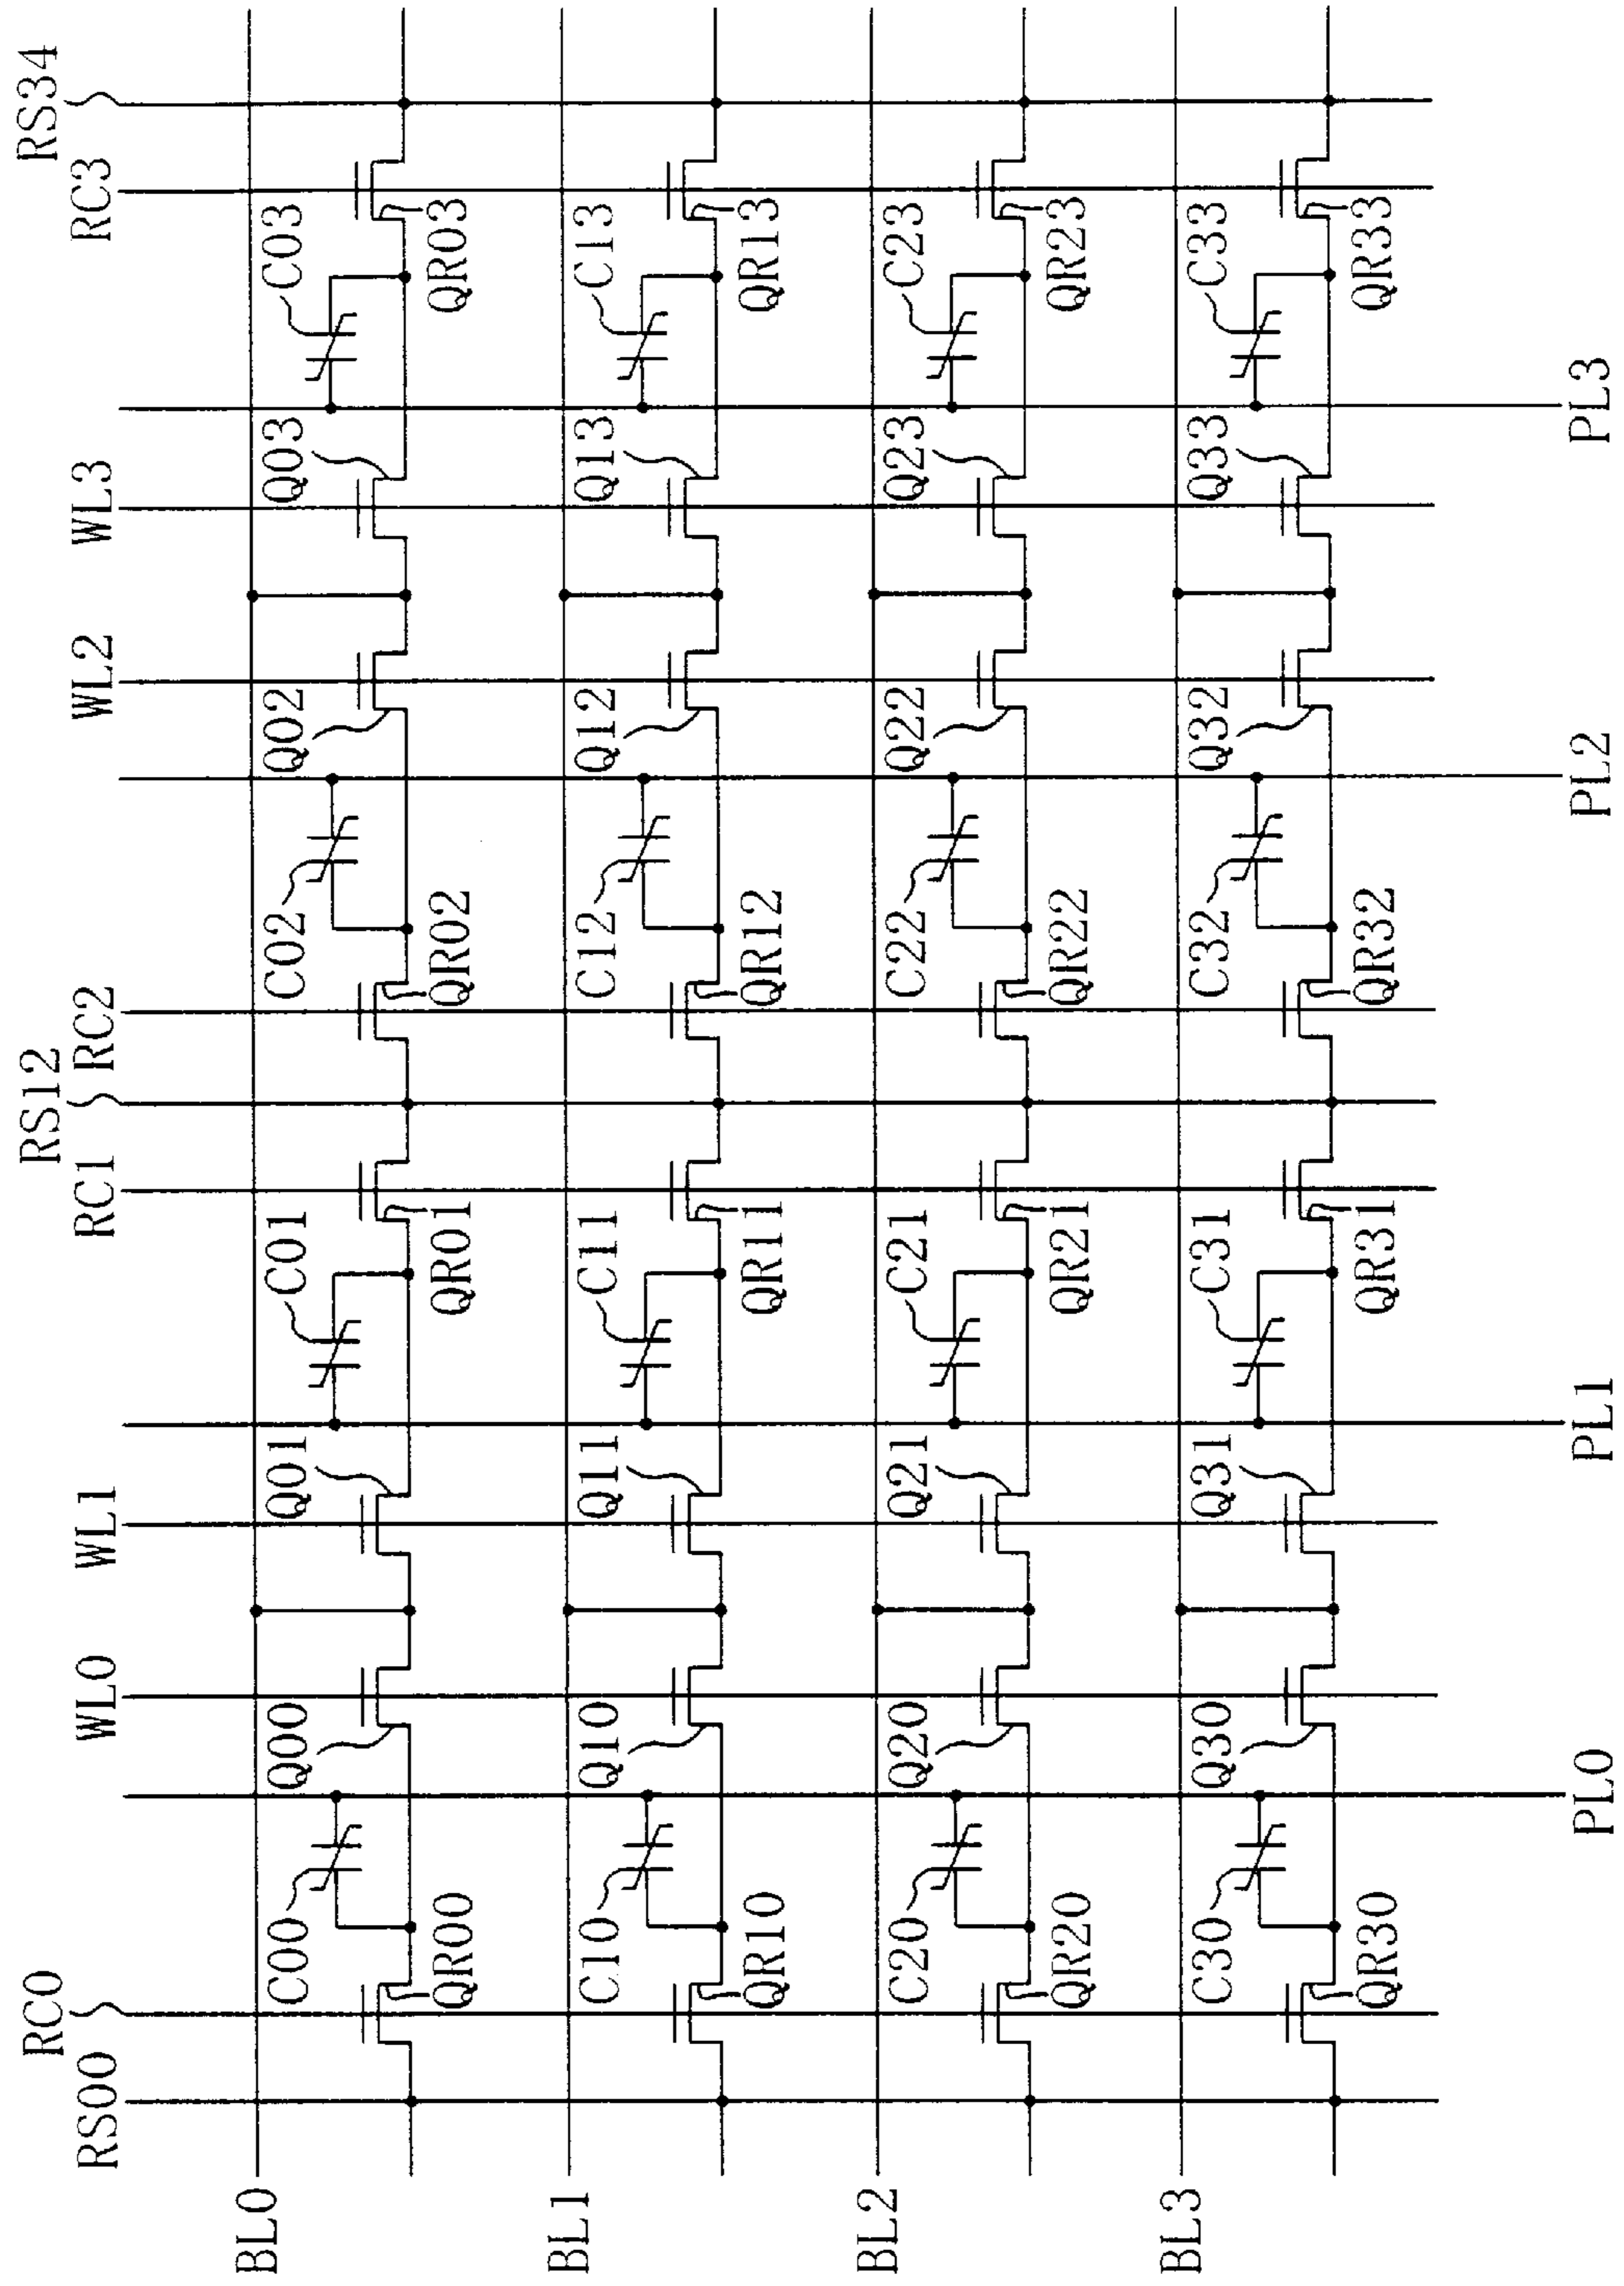 RC0 RS12 RS34
RS00 WL0 WL1 RC1 RC2 WL2 WL3 RC3
BL0 C00 Q00 Q01 C01 C02 Q02 Q03 C03
QR00 QR01 QR02 QR03
BL1 C10 Q10 Q11 C11 C12 Q12 Q13 C13
QR10 QR11 QR12 QR13
BL2 C20 Q20 Q21 C21 C22 Q22 Q23 C23
QR20 QR21 QR22 QR23
BL3 C30 Q30 Q31 C31 C32 Q32 Q33 C33
QR30 QR31 QR32 QR33
PL0 PL1 PL2 PL3